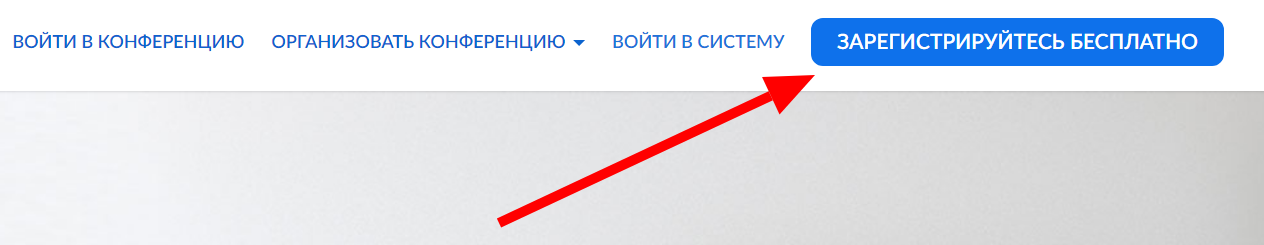 ВОЙТИ В КОНФЕРЕНЦИЮ ОРГАНИЗОВАТЬ КОНФЕРЕНЦИЮ ВОЙТИ В СИСТЕМУ ЗАРЕГИСТРИРУЙТЕСЬ БЕСПЛАТНО